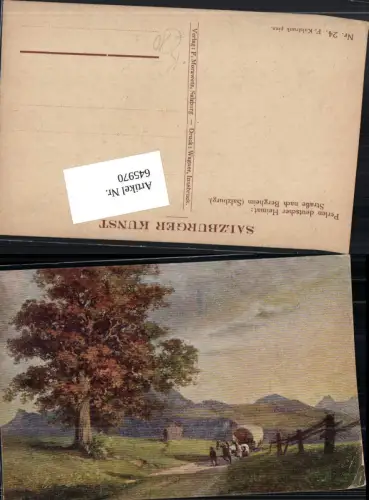 Nr. 24. F. Kulstrunk pinx.
Verlag: P. Morawetz, Salzburg — Druck: Wagner, Innsbruck.
Artikel Nr.
645970
Perlen deutscher Heimat:
Straße nach Bergheim (Salzburg).
SALZBURGER KUNST